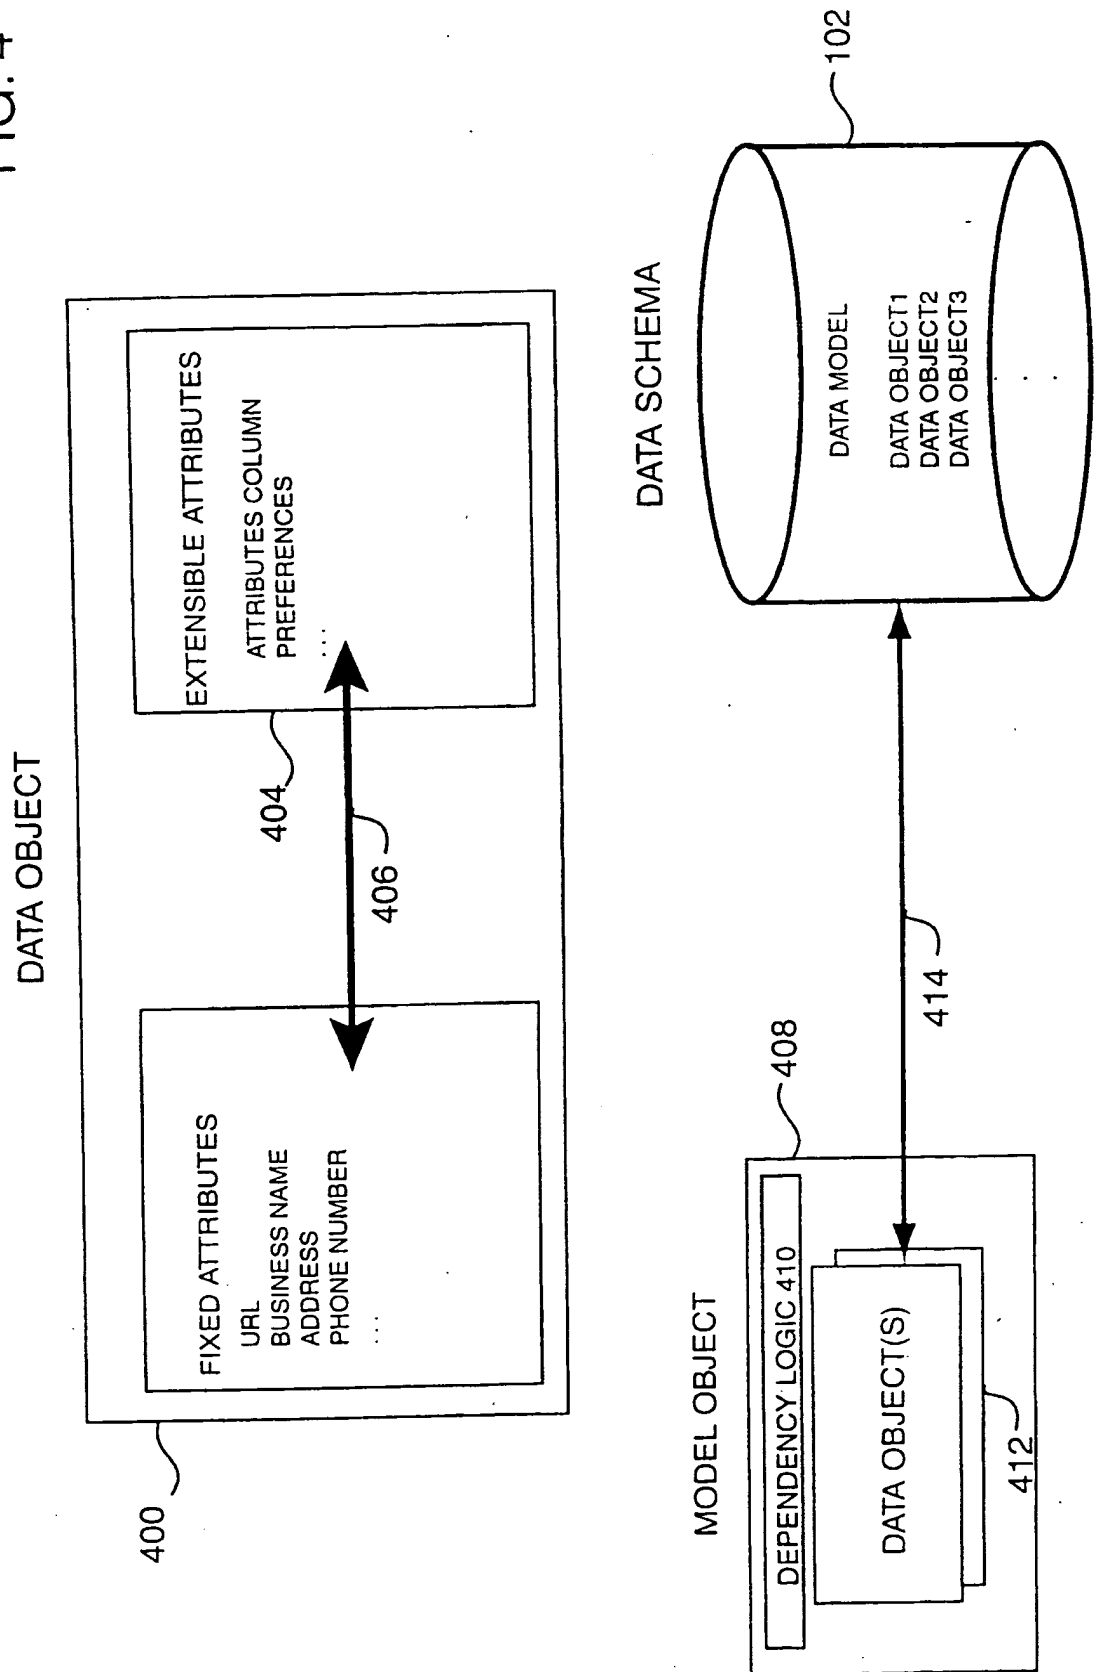 FIG. 4
DATA OBJECT
400
FIXED ATTRIBUTES
URL
BUSINESS NAME
ADDRESS
PHONE NUMBER
....
406
404
EXTENSIBLE ATTRIBUTES
ATTRIBUTES COLUMN
PREFERENCES
...
MODEL OBJECT
408
DEPENDENCY LOGIC 410
DATA OBJECT(S)
412
414
DATA SCHEMA
102
DATA MODEL
DATA OBJECT1
DATA OBJECT2
DATA OBJECT3
.
.
.